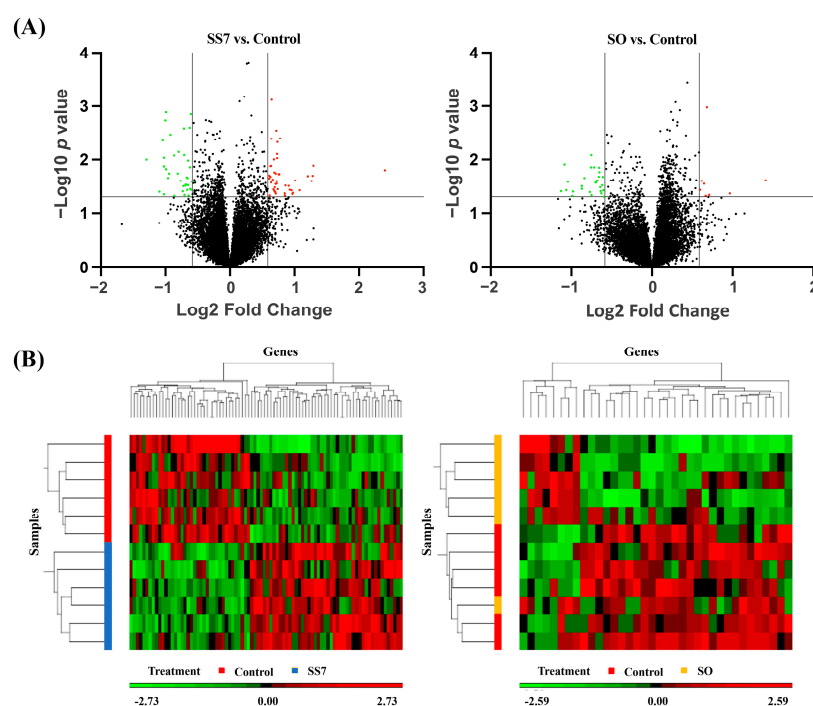 (A)
SS7 vs. Control
SO vs. Control
4
3
2
1
0
−Log10 p value
−2
−1
0
1
2
3
Log2 Fold Change
4
3
2
1
0
−Log10 p value
−2
−1
0
1
2
Log2 Fold Change
(B)
Genes
Genes
Samples
Samples
Treatment Control SS7
-2.73 0.00 2.73
Treatment Control SO
-2.59 0.00 2.59